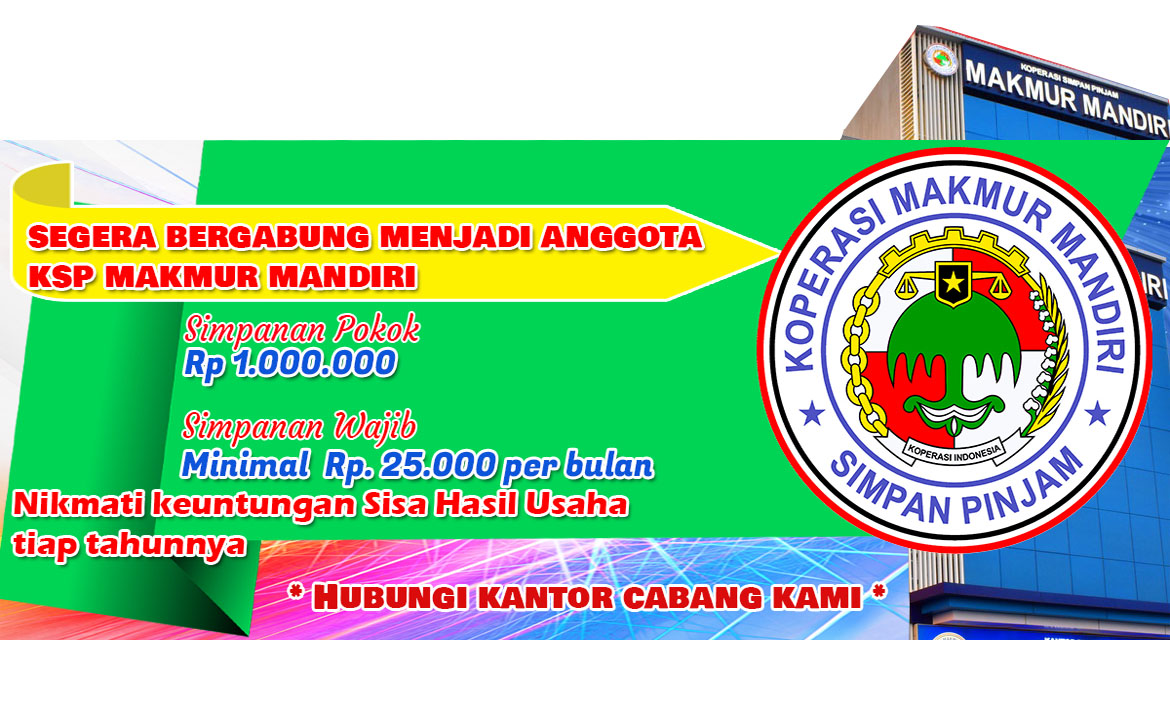 KOPERASI SIMPAN PINJAM
MAKMUR MANDIRI
SEGERA BERGABUNG MENJADI ANGGOTA
KSP MAKMUR MANDIRI
Simpanan Pokok
Rp 1.000.000
Simpanan Wajib
Minimal Rp. 25.000 per bulan
Nikmati keuntungan Sisa Hasil Usaha
tiap tahunnya
* HUBUNGI KANTOR CABANG KAMI *
KOPERASI MAKMUR MANDIRI
KOPERASI INDONESIA
SIMPAN PINJAM
IRI